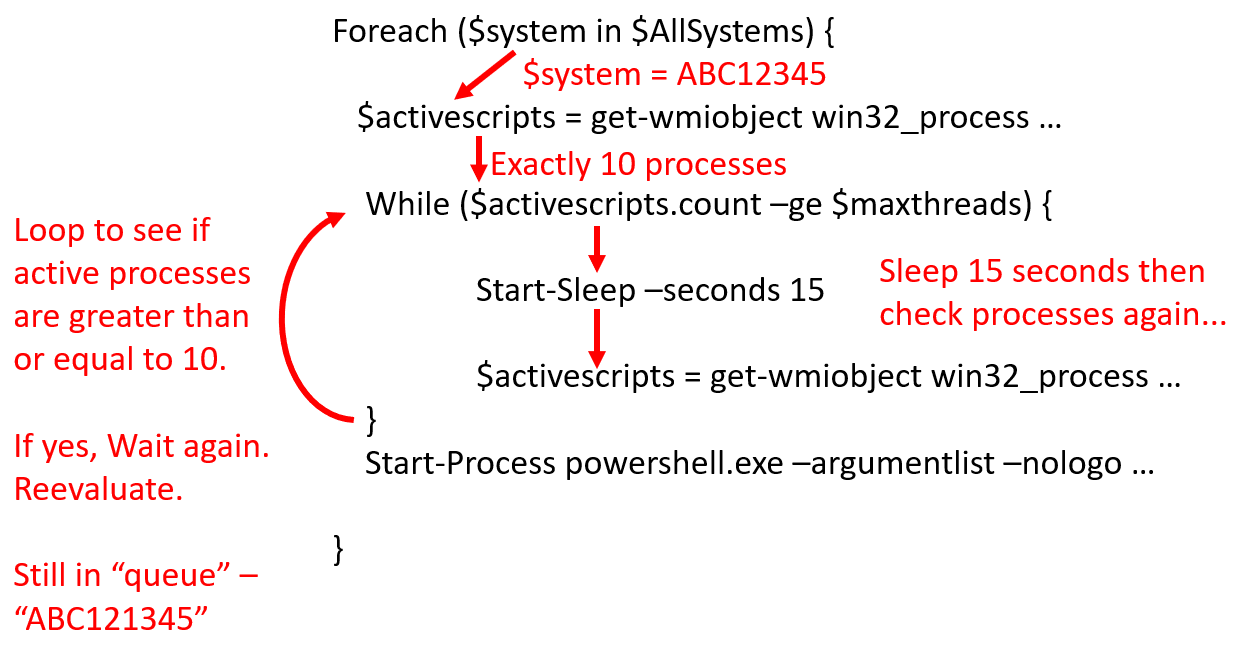 Foreach ($system in $AllSystems) {
$system = ABC12345
$activescripts = get-wmiobject win32_process …
Exactly 10 processes
While ($activescripts.count –ge $maxthreads) {
Loop to see if
active processes
are greater than
or equal to 10.
If yes, Wait again.
Reevaluate.
Still in “queue” –
“ABC121345”
Start-Sleep –seconds 15
Sleep 15 seconds then
check processes again...
$activescripts = get-wmiobject win32_process …
}
Start-Process powershell.exe –argumentlist –nologo …
}